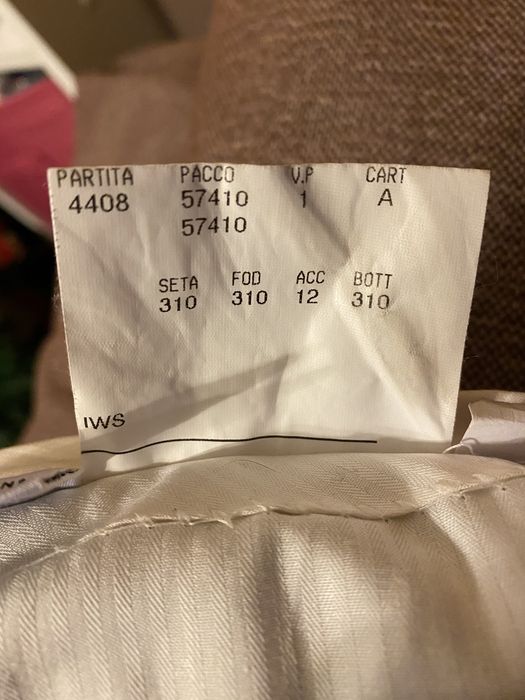 PARTITA PACCO V.P CART
4408 57410 1 A
57410
SETA FOD ACC BOTT
310 310 12 310
IWS